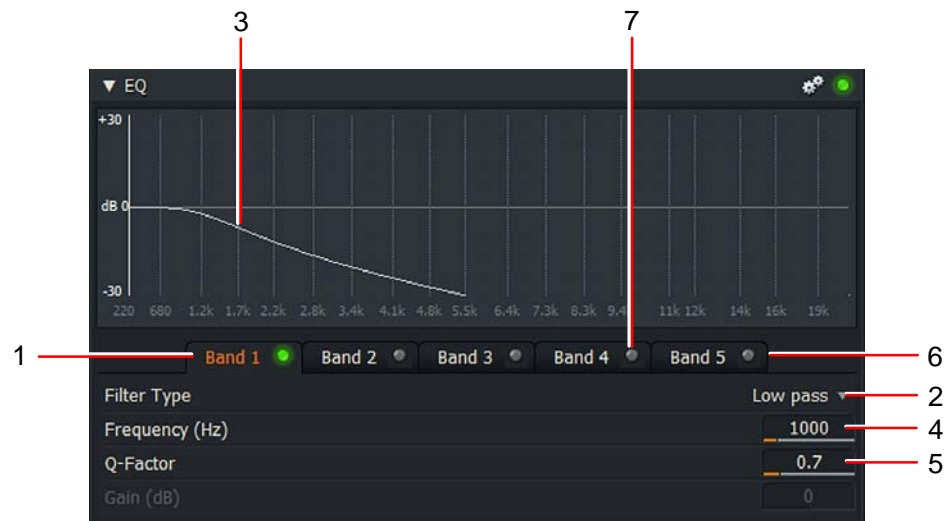 3 7
EQ
+30
dB 0
-30
220 680 1.2k 1.7k 2.2k 2.8k 3.4k 4.1k 4.8k 5.5k 6.4k 7.3k 8.3k 11k 12k 14k 16k 19k
1 Band 1 Band 2 Band 3 Band 4 Band 5 6
Filter Type Low pass 2
Frequency (Hz) 1000 4
Q-Factor 0.7 5
Gain (dB) 0